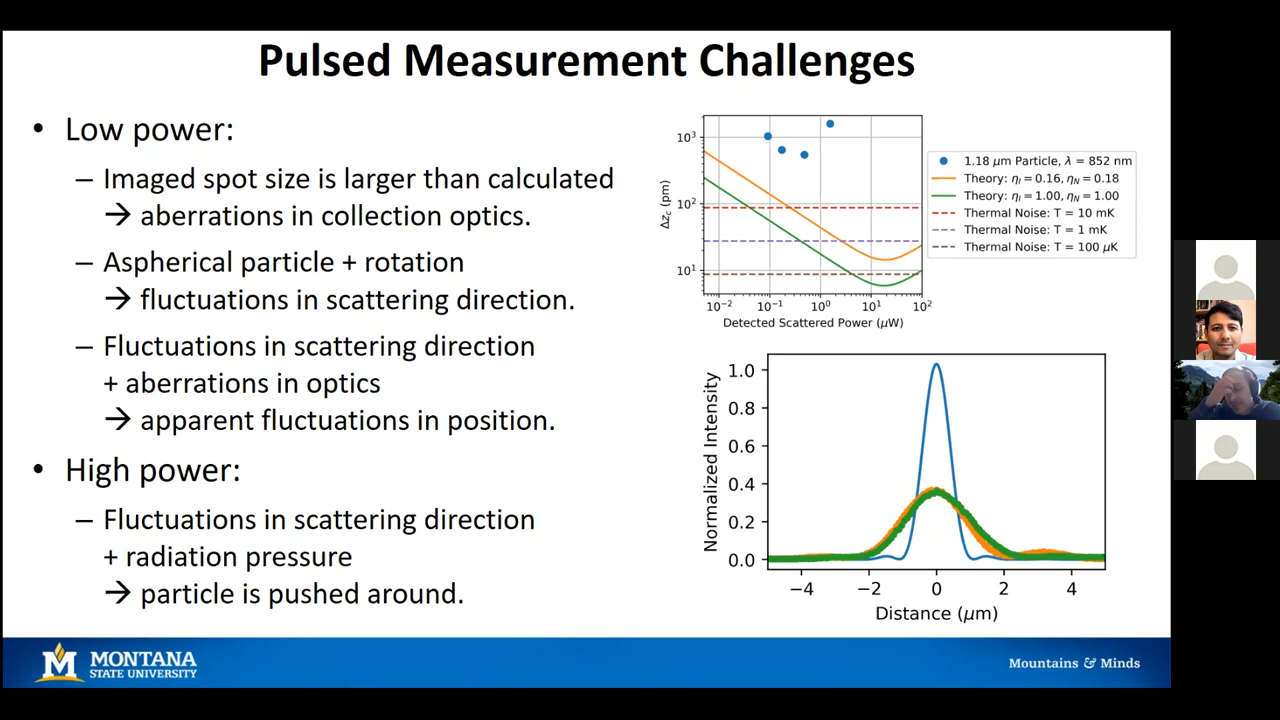 Pulsed Measurement Challenges
• Low power:
– Imaged spot size is larger than calculated
→ aberrations in collection optics.
– Aspherical particle + rotation
→ fluctuations in scattering direction.
– Fluctuations in scattering direction
+ aberrations in optics
→ apparent fluctuations in position.
• High power:
– Fluctuations in scattering direction
+ radiation pressure
→ particle is pushed around.
10³
10²
10¹
Δz_c (pm)
10⁻² 10⁻¹ 10⁰ 10¹ 10²
Detected Scattered Power (μW)
1.18 μm Particle, λ = 852 nm
Theory: η_I = 0.16, η_N = 0.18
Theory: η_I = 1.00, η_N = 1.00
Thermal Noise: T = 10 mK
Thermal Noise: T = 1 mK
Thermal Noise: T = 100 μK
Normalized Intensity
1.0
0.8
0.6
0.4
0.2
0.0
−4 −2 0 2 4
Distance (μm)
M MONTANA
STATE UNIVERSITY
Mountains & Minds